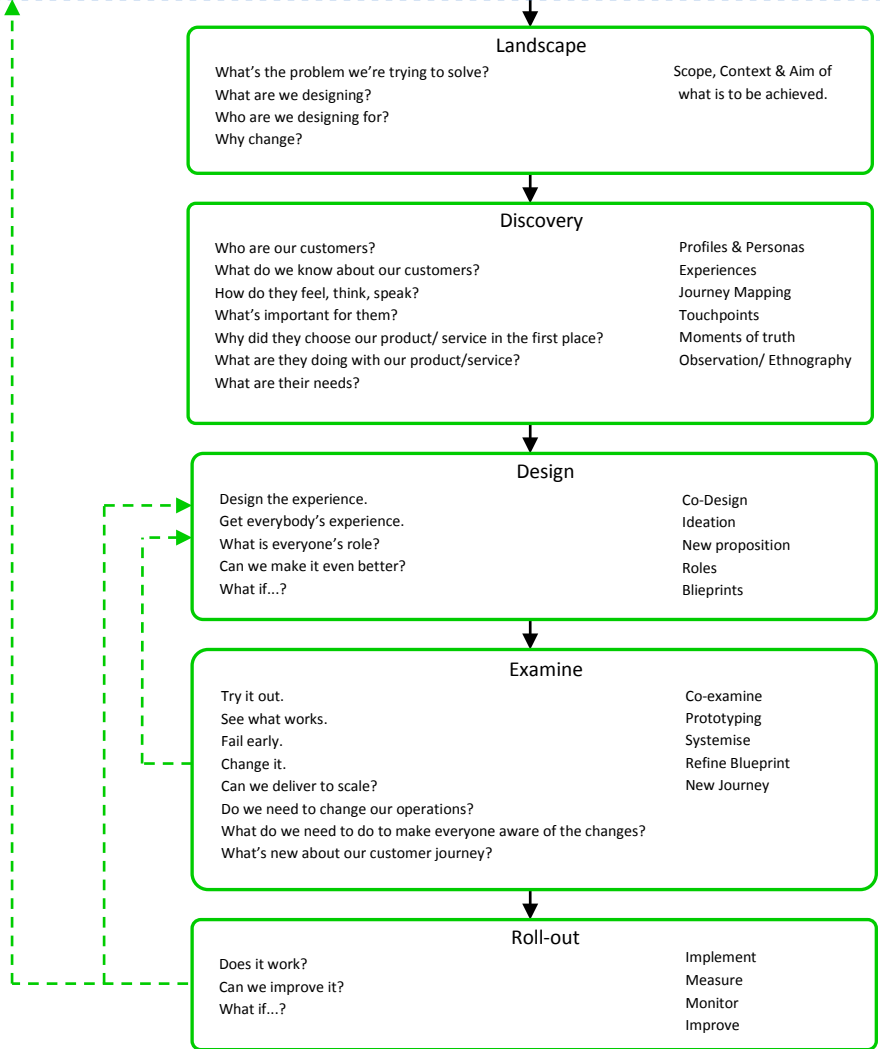 Landscape
What's the problem we're trying to solve?
What are we designing?
Who are we designing for?
Why change?
Scope, Context & Aim of
what is to be achieved.
Discovery
Who are our customers?
What do we know about our customers?
How do they feel, think, speak?
What's important for them?
Why did they choose our product/ service in the first place?
What are they doing with our product/service?
What are their needs?
Profiles & Personas
Experiences
Journey Mapping
Touchpoints
Moments of truth
Observation/ Ethnography
Design
Design the experience.
Get everybody's experience.
What is everyone's role?
Can we make it even better?
What if...?
Co-Design
Ideation
New proposition
Roles
Blieprints
Examine
Try it out.
See what works.
Fail early.
Change it.
Can we deliver to scale?
Do we need to change our operations?
What do we need to do to make everyone aware of the changes?
What's new about our customer journey?
Co-examine
Prototyping
Systemise
Refine Blueprint
New Journey
Roll-out
Does it work?
Can we improve it?
What if...?
Implement
Measure
Monitor
Improve